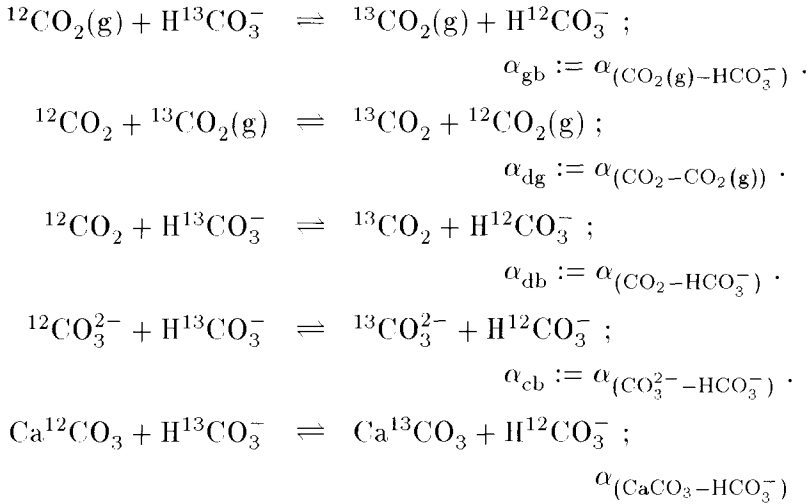 ¹²CO₂(g) + H¹³CO₃⁻ ⇌ ¹³CO₂(g) + H¹²CO₃⁻ ;
α_gb := α_(CO₂(g)−HCO₃⁻) .
¹²CO₂ + ¹³CO₂(g) ⇌ ¹³CO₂ + ¹²CO₂(g) ;
α_dg := α_(CO₂−CO₂(g)) .
¹²CO₂ + H¹³CO₃⁻ ⇌ ¹³CO₂ + H¹²CO₃⁻ ;
α_db := α_(CO₂−HCO₃⁻) .
¹²CO₃²⁻ + H¹³CO₃⁻ ⇌ ¹³CO₃²⁻ + H¹²CO₃⁻ ;
α_cb := α_(CO₃²⁻−HCO₃⁻) .
Ca¹²CO₃ + H¹³CO₃⁻ ⇌ Ca¹³CO₃ + H¹²CO₃⁻ ;
α_(CaCO₃−HCO₃⁻)